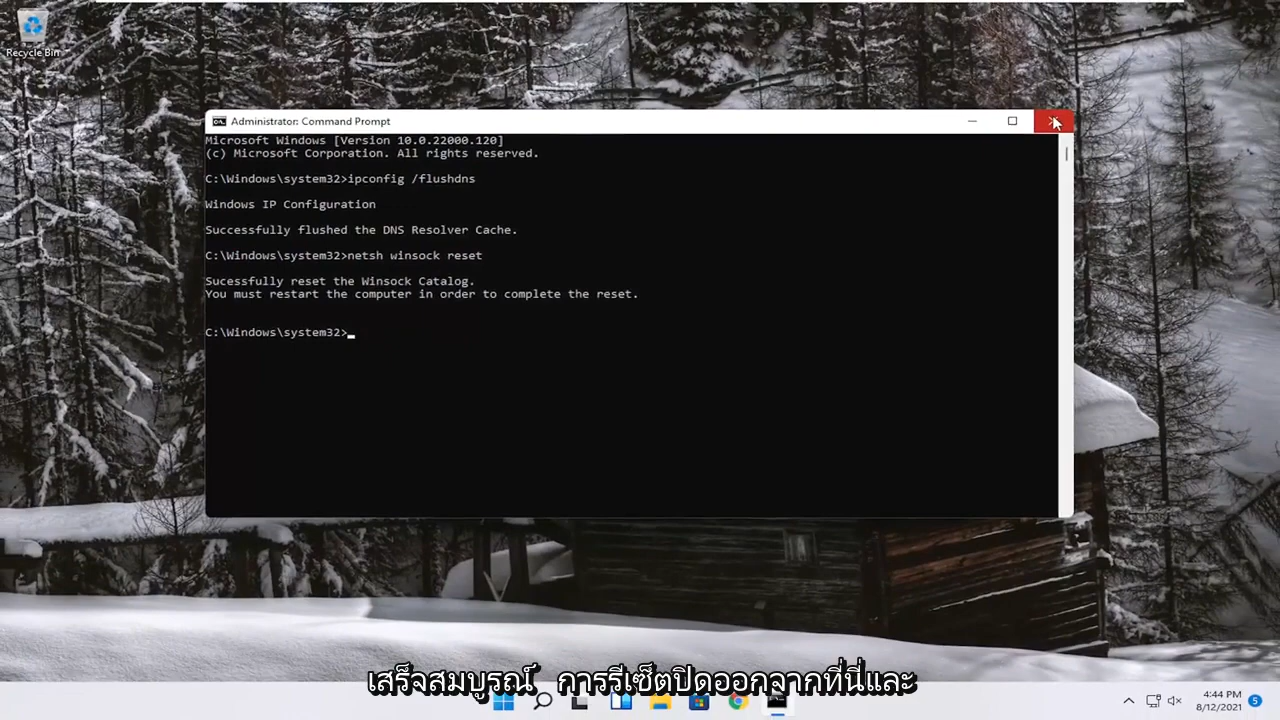 Recycle Bin
Administrator: Command Prompt
Microsoft Windows [Version 10.0.22000.120]
(c) Microsoft Corporation. All rights reserved.
C:\Windows\system32>ipconfig /flushdns
Windows IP Configuration
Successfully flushed the DNS Resolver Cache.
C:\Windows\system32>netsh winsock reset
Sucessfully reset the Winsock Catalog.
You must restart the computer in order to complete the reset.
C:\Windows\system32>
เสร็จสมบูรณ์ การรีเซ็ตปิดออกจากที่นี่และ
4:44 PM
8/12/2021
5